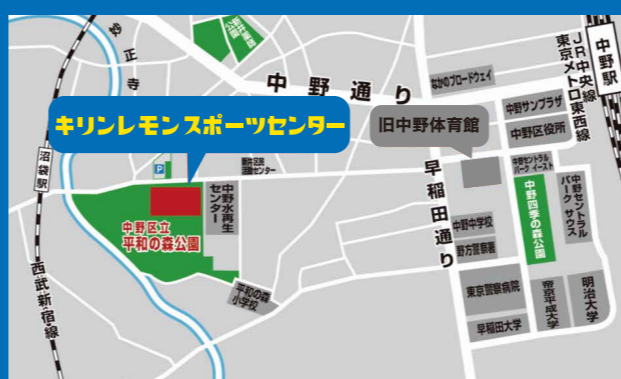 妙正寺
中野通り
なかのブロードウェイ
JR中央線
東京メトロ東西線
中野駅
中野サンプラザ
中野区役所
キリンレモンスポーツセンター
旧中野体育館
沼袋駅
西武新宿線
P
中野区立
平和の森公園
中野水再生
センター
平和の森
小学校
早稲田通り
中野セントラル
パーク イースト
中野四季の森公園
中野セントラル
パーク サウス
中野中学校
野方警察署
東京警察病院
早稲田大学
帝京平成大学
明治大学